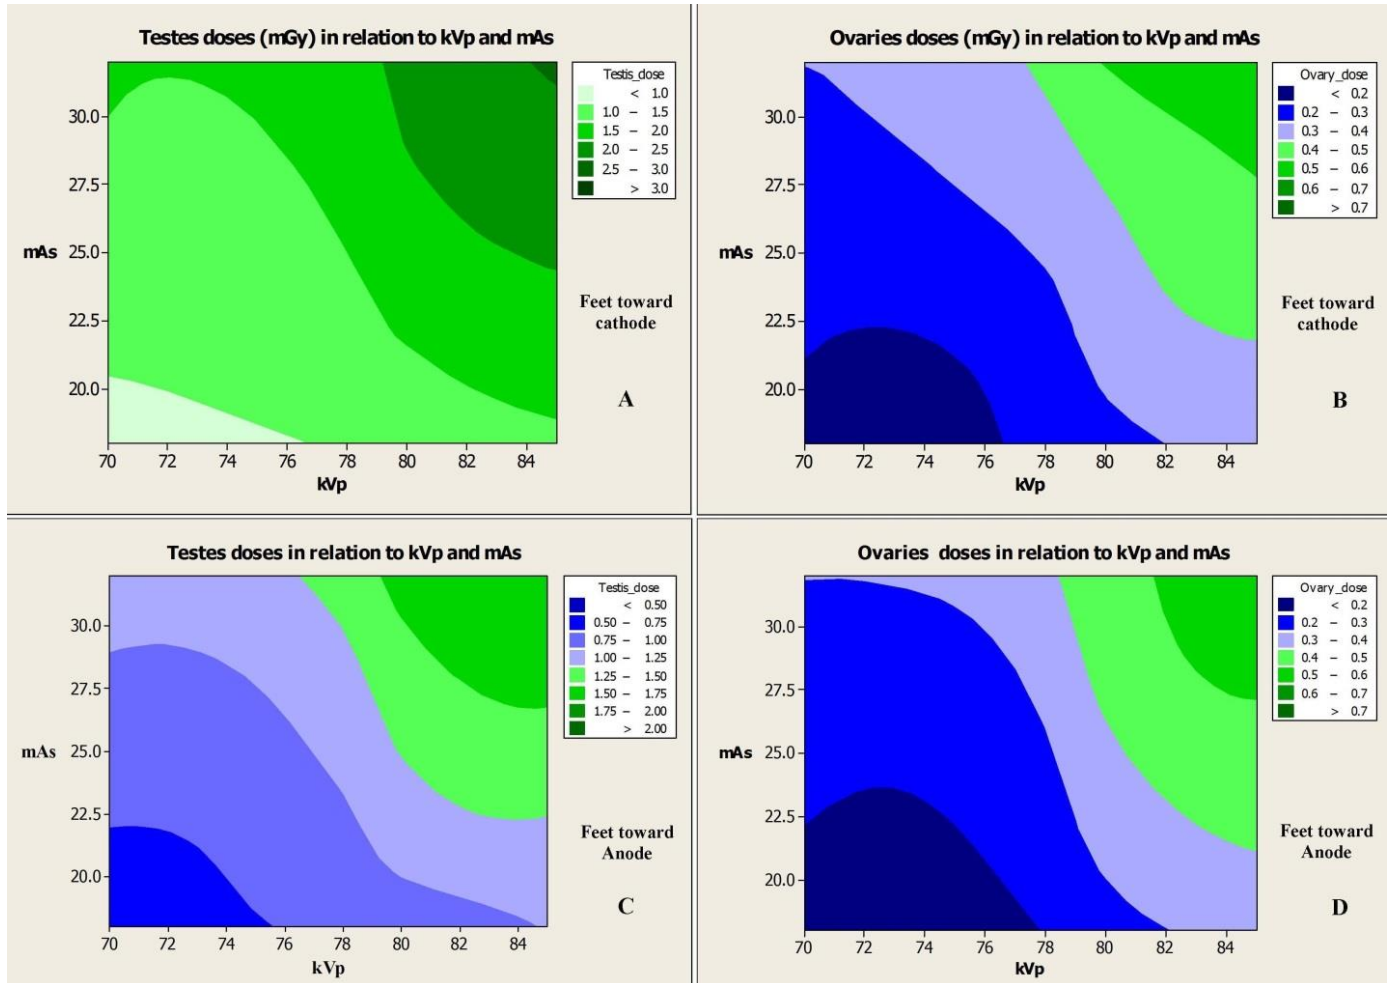 Testes doses (mGy) in relation to kVp and mAs
Testis_dose
< 1.0
1.0 – 1.5
1.5 – 2.0
2.0 – 2.5
2.5 – 3.0
> 3.0
30.0
27.5
25.0
22.5
20.0
mAs
70 72 74 76 78 80 82 84
kVp
Feet toward
cathode
A
Ovaries doses (mGy) in relation to kVp and mAs
Ovary_dose
< 0.2
0.2 – 0.3
0.3 – 0.4
0.4 – 0.5
0.5 – 0.6
0.6 – 0.7
> 0.7
30.0
27.5
25.0
22.5
20.0
mAs
70 72 74 76 78 80 82 84
kVp
Feet toward
cathode
B
Testes doses in relation to kVp and mAs
Testis_dose
< 0.50
0.50 – 0.75
0.75 – 1.00
1.00 – 1.25
1.25 – 1.50
1.50 – 1.75
1.75 – 2.00
> 2.00
30.0
27.5
25.0
22.5
20.0
mAs
70 72 74 76 78 80 82 84
kVp
Feet toward
Anode
C
Ovaries doses in relation to kVp and mAs
Ovary_dose
< 0.2
0.2 – 0.3
0.3 – 0.4
0.4 – 0.5
0.5 – 0.6
0.6 – 0.7
> 0.7
30.0
27.5
25.0
22.5
20.0
mAs
70 72 74 76 78 80 82 84
kVp
Feet toward
Anode
D